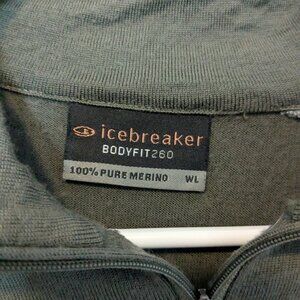 icebreaker
BODYFIT260
100% PURE MERINO WL